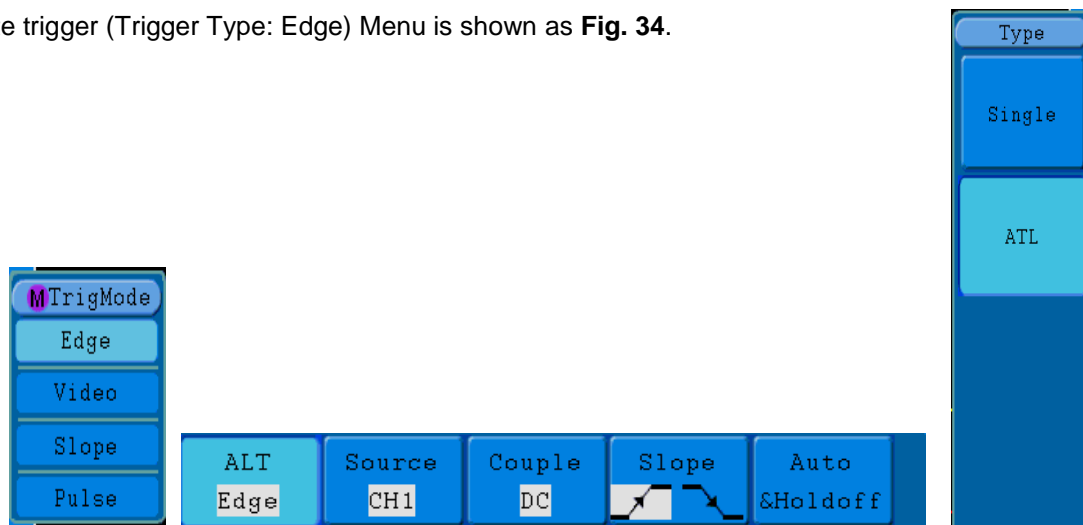 e trigger (Trigger Type: Edge) Menu is shown as Fig. 34.
Type
Single
ATL
MTrigMode
Edge
Video
Slope
Pulse
ALT
Edge
Source
CH1
Couple
DC
Slope
Auto
&Holdoff